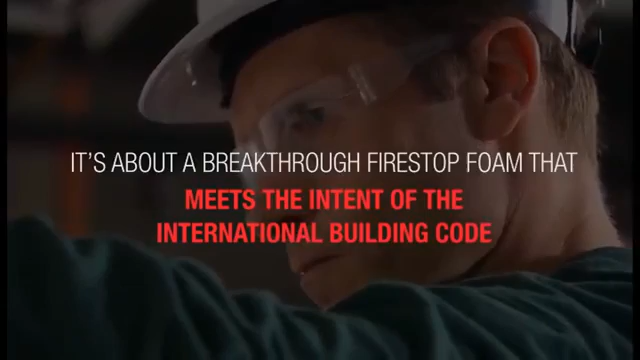 IT'S ABOUT A BREAKTHROUGH FIRESTOP FOAM THAT
MEETS THE INTENT OF THE
INTERNATIONAL BUILDING CODE